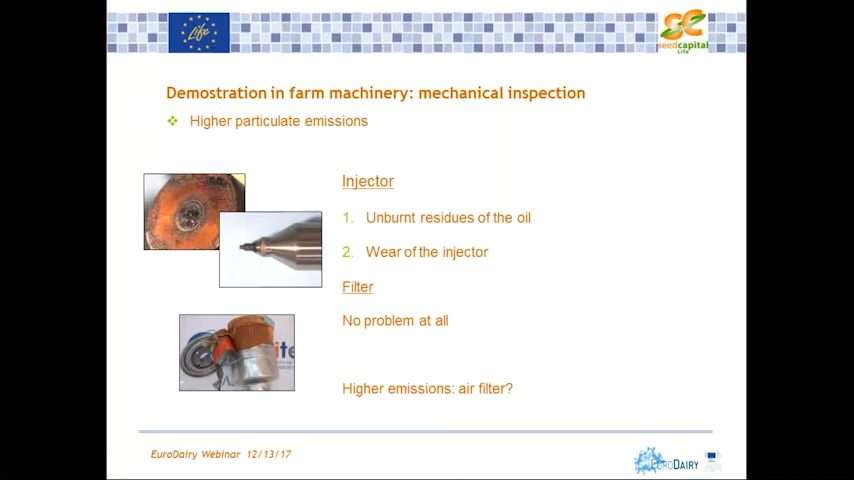 Life
seedcapital
Life
Demostration in farm machinery: mechanical inspection
Higher particulate emissions
Injector
1. Unburnt residues of the oil
2. Wear of the injector
Filter
No problem at all
Higher emissions: air filter?
EuroDairy Webinar 12/13/17
EURODAIRY